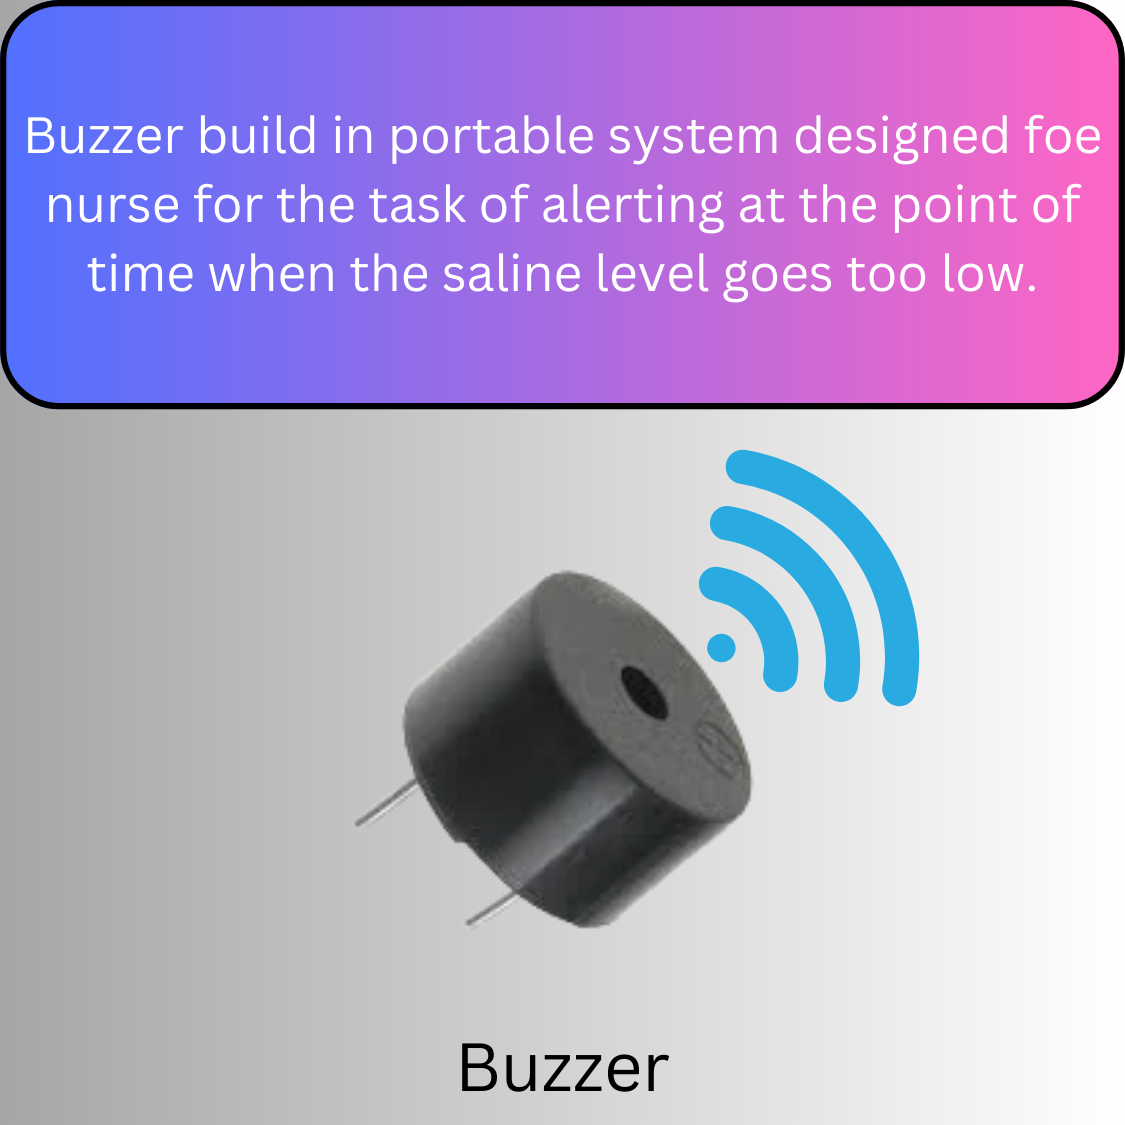 Buzzer build in portable system designed foe
nurse for the task of alerting at the point of
time when the saline level goes too low.
Buzzer